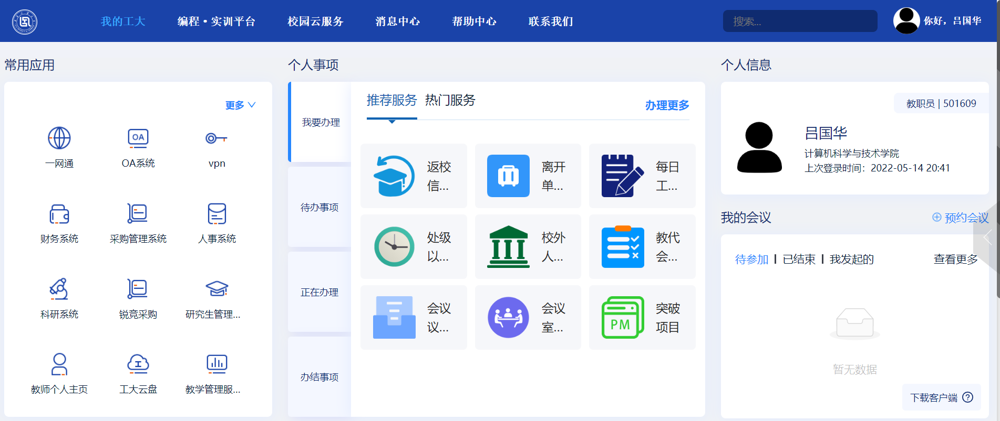 我的工大
编程•实训平台
校园云服务
消息中心
帮助中心
联系我们
搜索...
你好，吕国华
常用应用
更多
一网通
OA
OA系统
vpn
财务系统
采购管理系统
人事系统
科研系统
锐竞采购
研究生管理...
教师个人主页
工大云盘
教学管理服...
个人事项
我要办理
待办事项
正在办理
办结事项
推荐服务
热门服务
办理更多
返校
信...
离开
单...
每日
工...
处级
以...
校外
人...
教代
会...
会议
议...
会议
室...
PM
突破
项目
个人信息
教职员 | 501609
吕国华
计算机科学与技术学院
上次登录时间：2022-05-14 20:41
我的会议
预约会议
待参加 | 已结束 | 我发起的
查看更多
暂无数据
下载客户端